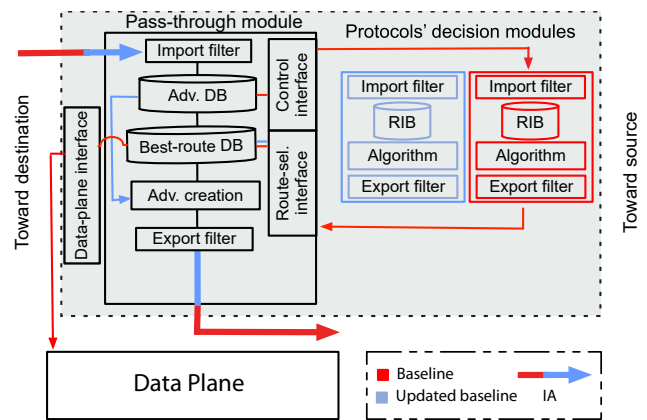 Pass-through module
Protocols' decision modules
Import filter
Adv. DB
Best-route DB
Adv. creation
Export filter
Control
interface
Route-sel.
interface
Data-plane interface
Toward destination
Import filter
RIB
Algorithm
Export filter
Import filter
RIB
Algorithm
Export filter
Toward source
Data Plane
Baseline
Updated baseline
IA